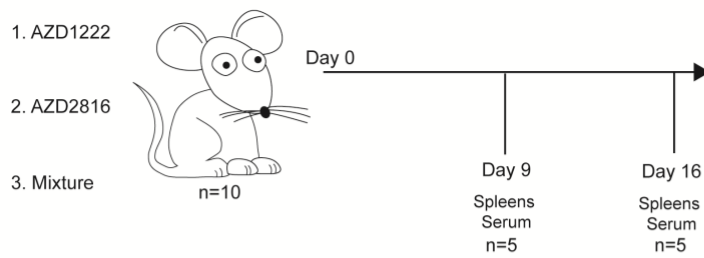 1. AZD1222
2. AZD2816
3. Mixture
n=10
Day 0
Day 9
Spleens
Serum
n=5
Day 16
Spleens
Serum
n=5